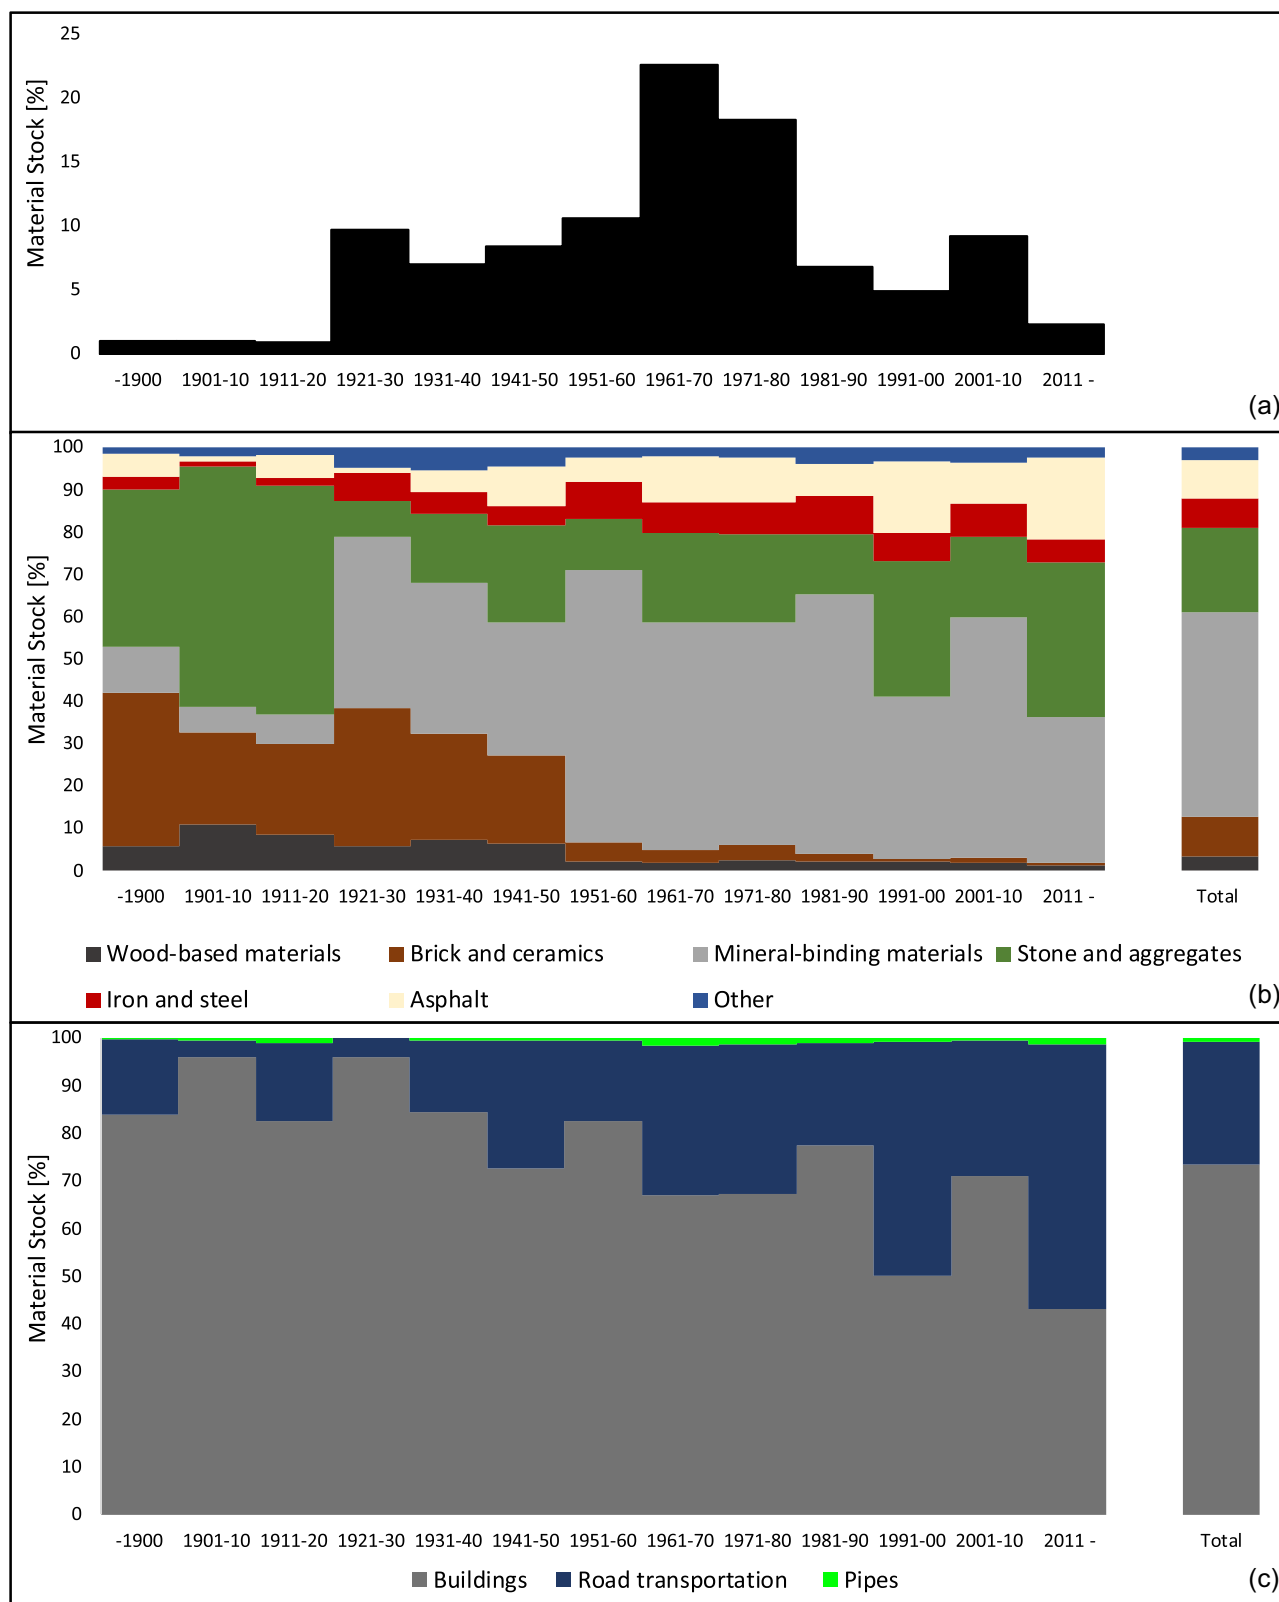 25
20
15
10
5
0
Material Stock [%]
-1900 1901-10 1911-20 1921-30 1931-40 1941-50 1951-60 1961-70 1971-80 1981-90 1991-00 2001-10 2011 -
(a)
100
90
80
70
60
50
40
30
20
10
0
Material Stock [%]
-1900 1901-10 1911-20 1921-30 1931-40 1941-50 1951-60 1961-70 1971-80 1981-90 1991-00 2001-10 2011 - Total
Wood-based materials Brick and ceramics Mineral-binding materials Stone and aggregates
Iron and steel Asphalt Other
(b)
100
90
80
70
60
50
40
30
20
10
0
Material Stock [%]
-1900 1901-10 1911-20 1921-30 1931-40 1941-50 1951-60 1961-70 1971-80 1981-90 1991-00 2001-10 2011 - Total
Buildings Road transportation Pipes
(c)